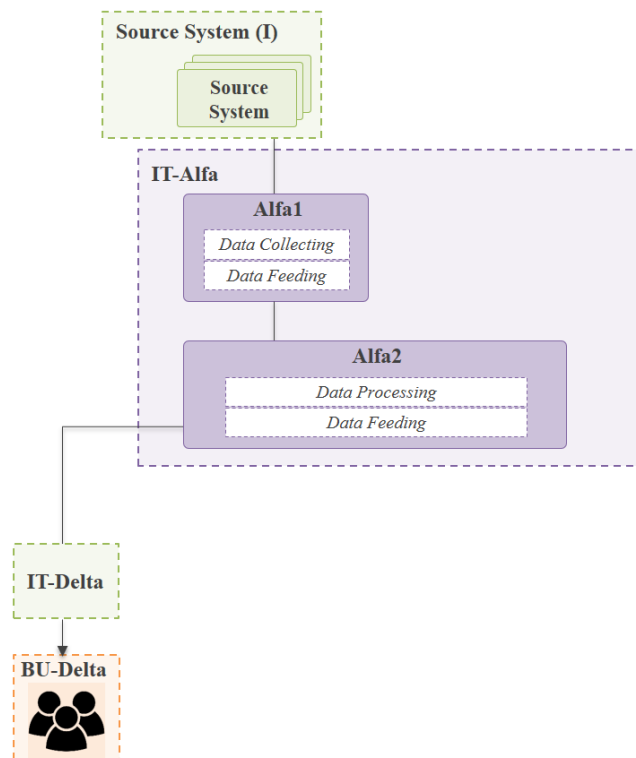 Source System (I)
Source
System
IT-Alfa
Alfa1
Data Collecting
Data Feeding
Alfa2
Data Processing
Data Feeding
IT-Delta
BU-Delta